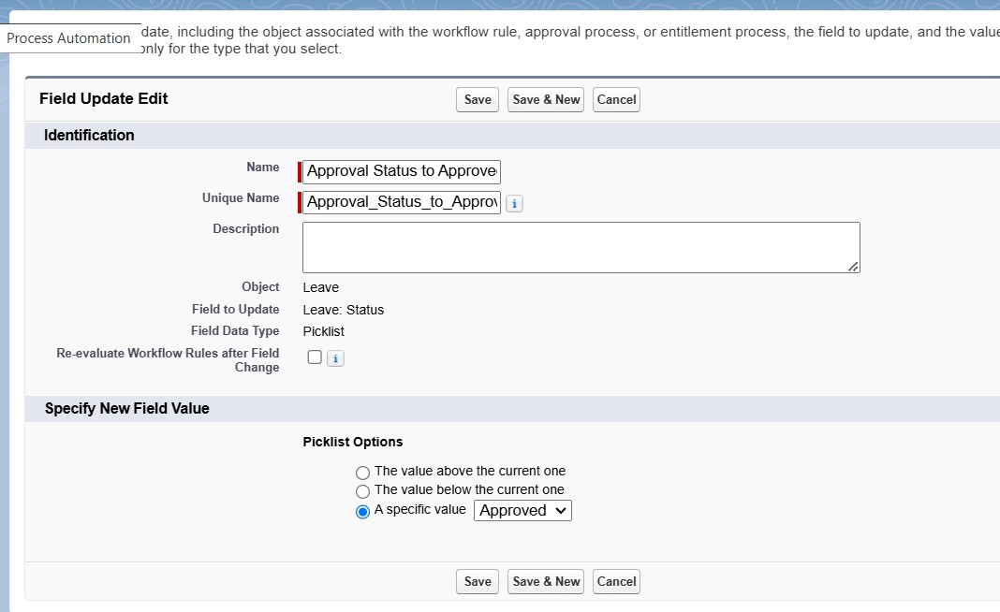 date, including the object associated with the workflow rule, approval process, or entitlement process, the field to update, and the value
Process Automation
only for the type that you select.
Field Update Edit
Save Save & New Cancel
Identification
Name Approval Status to Approve
Unique Name Approval_Status_to_Approv i
Description
Object Leave
Field to Update Leave: Status
Field Data Type Picklist
Re-evaluate Workflow Rules after Field
Change i
Specify New Field Value
Picklist Options
The value above the current one
The value below the current one
A specific value Approved
Save Save & New Cancel